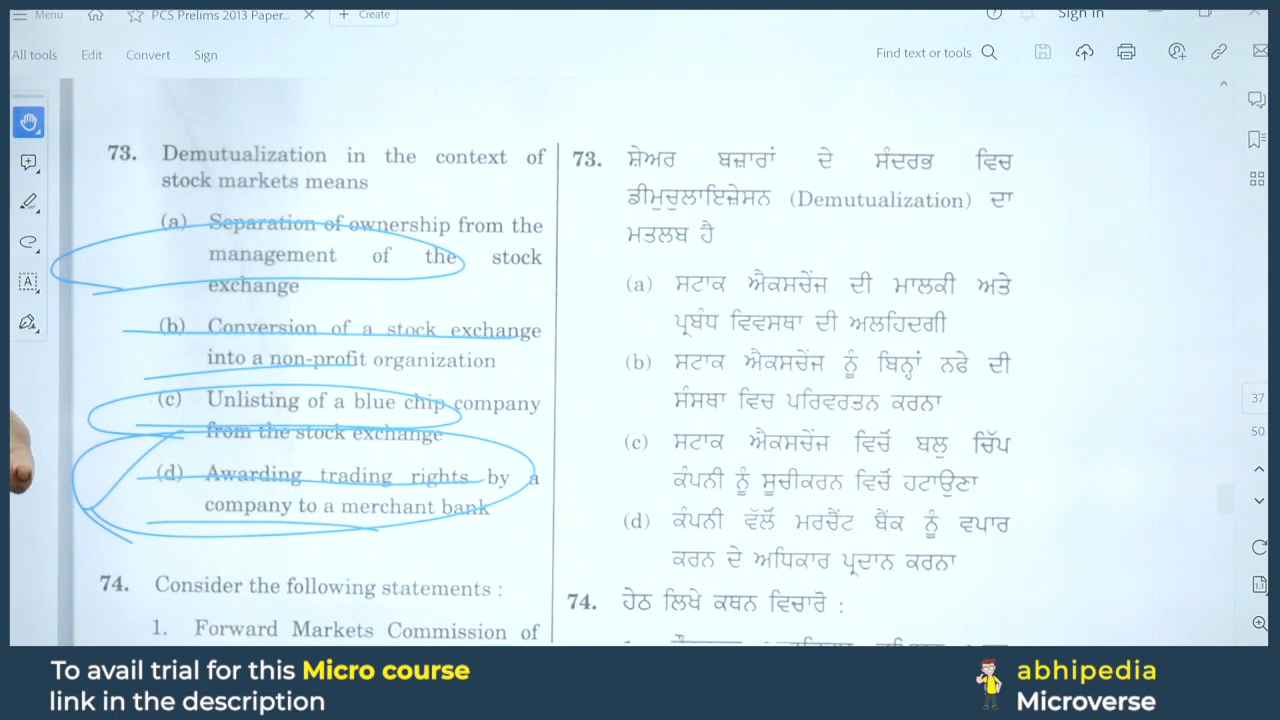 Menu
PCS Prelims 2013 Paper...
Create
Sign In
All tools
Edit
Convert
Sign
Find text or tools
73. Demutualization in the context of
stock markets means
(a) Separation of ownership from the
management of the stock
exchange
(b) Conversion of a stock exchange
into a non-profit organization
(c) Unlisting of a blue chip company
from the stock exchange
(d) Awarding trading rights by a
company to a merchant bank
74. Consider the following statements :
1. Forward Markets Commission of
73. ਸ਼ੇਅਰ ਬਜ਼ਾਰਾਂ ਦੇ ਸੰਦਰਭ ਵਿਚ
ਡੀਮੁਚੁਲਾਇਜ਼ੇਸਨ (Demutualization) ਦਾ
ਮਤਲਬ ਹੈ
(a) ਸਟਾਕ ਐਕਸਚੇਂਜ ਦੀ ਮਾਲਕੀ ਅਤੇ
ਪ੍ਰਬੰਧ ਵਿਵਸਥਾ ਦੀ ਅਲਹਿਦਗੀ
(b) ਸਟਾਕ ਐਕਸਚੇਂਜ ਨੂੰ ਬਿਨ੍ਹਾਂ ਨਫੇ ਦੀ
ਸੰਸਥਾ ਵਿਚ ਪਰਿਵਰਤਨ ਕਰਨਾ
(c) ਸਟਾਕ ਐਕਸਚੇਂਜ ਵਿਚੋਂ ਬਲੁ ਚਿੱਪ
ਕੰਪਨੀ ਨੂੰ ਸੂਚੀਕਰਨ ਵਿਚੋਂ ਹਟਾਉਣਾ
(d) ਕੰਪਨੀ ਵੱਲੋਂ ਮਰਚੈਂਟ ਬੈਂਕ ਨੂੰ ਵਪਾਰ
ਕਰਨ ਦੇ ਅਧਿਕਾਰ ਪ੍ਰਦਾਨ ਕਰਨਾ
74. ਹੇਠ ਲਿਖੇ ਕਥਨ ਵਿਚਾਰੋ :
37
50
To avail trial for this Micro course
link in the description
abhipedia
Microverse